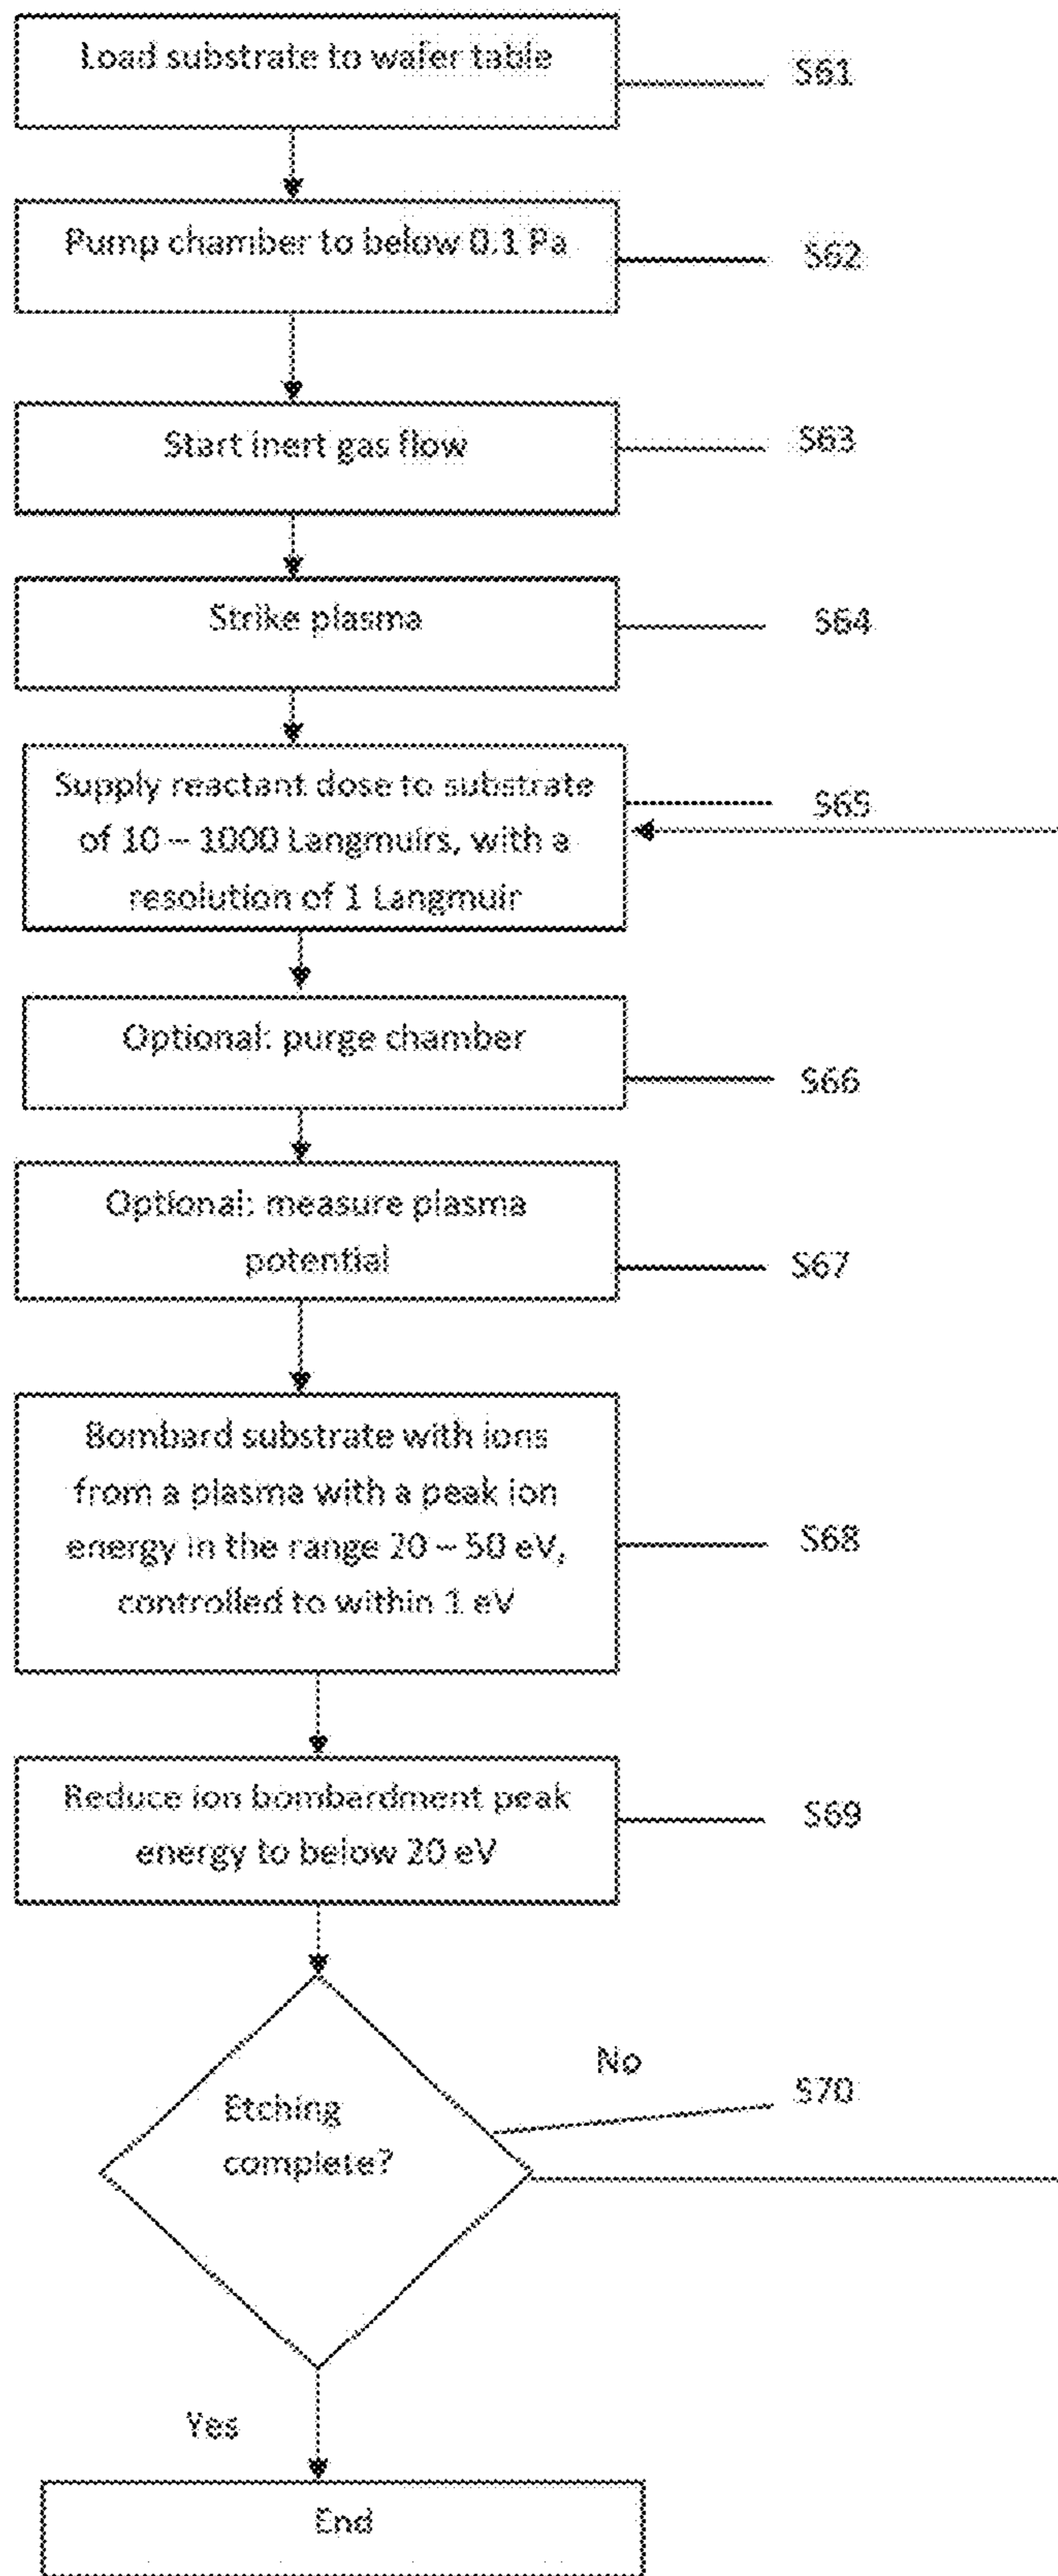 Load substrate to wafer table
S61
Pump chamber to below 0.1 Pa
S62
Start inert gas flow
S63
Strike plasma
S64
Supply reactant dose to substrate
of 10 – 1000 Langmuirs, with a
resolution of 1 Langmuir
S65
Optional: purge chamber
S66
Optional: measure plasma
potential
S67
Bombard substrate with ions
from a plasma with a peak ion
energy in the range 20 – 50 eV,
controlled to within 1 eV
S68
Reduce ion bombardment peak
energy to below 20 eV
S69
Etching
complete?
No
S70
Yes
End